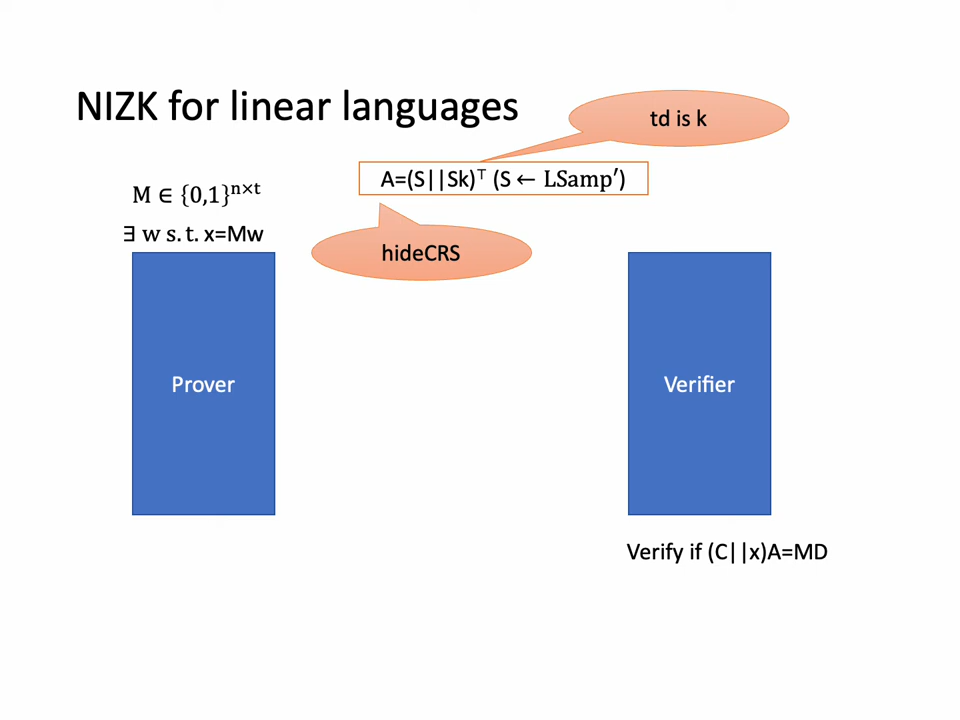 NIZK for linear languages
td is k
A=(S||Sk)⊤ (S ← LSamp′)
M ∈ {0,1}ⁿˣᵗ
∃ w s.t. x=Mw
hideCRS
Prover
Verifier
Verify if (C||x)A=MD